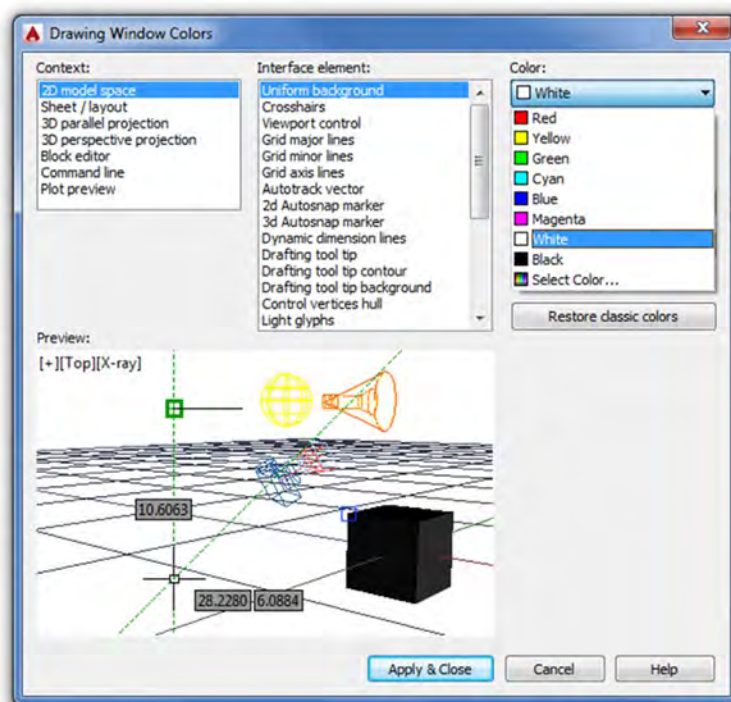 Drawing Window Colors
Context:
2D model space
Sheet / layout
3D parallel projection
3D perspective projection
Block editor
Command line
Plot preview
Interface element:
Uniform background
Crosshairs
Viewport control
Grid major lines
Grid minor lines
Grid axis lines
Autotrack vector
2d Autosnap marker
3d Autosnap marker
Dynamic dimension lines
Drafting tool tip
Drafting tool tip contour
Drafting tool tip background
Control vertices hull
Light glyphs
Color:
White
Red
Yellow
Green
Cyan
Blue
Magenta
White
Black
Select Color...
Restore classic colors
Preview:
[+][Top][X-ray]
10.6063
28.2280 6.0884
Apply & Close
Cancel
Help